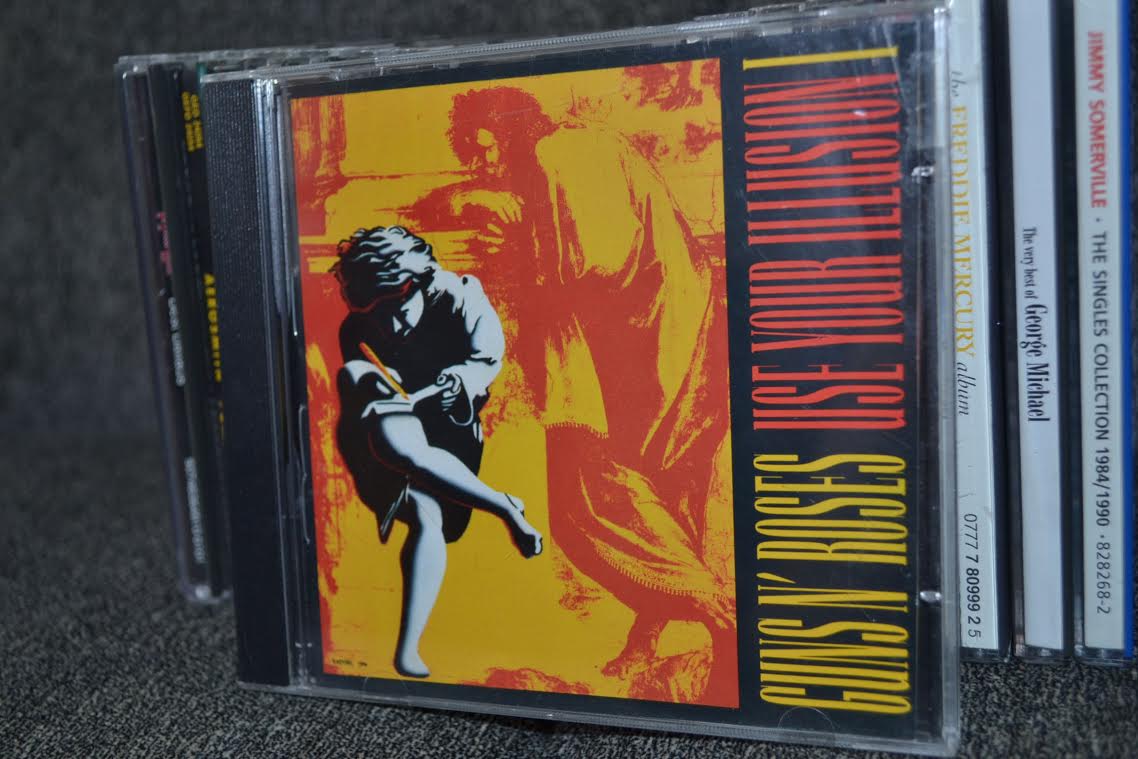 GUNS N' ROSES USE YOUR ILLUSION I
the FREDDIE MERCURY album
0777 7 80999 2 5
The very best of George Michael
JIMMY SOMERVILLE • THE SINGLES COLLECTION 1984/1990 • 828268-2